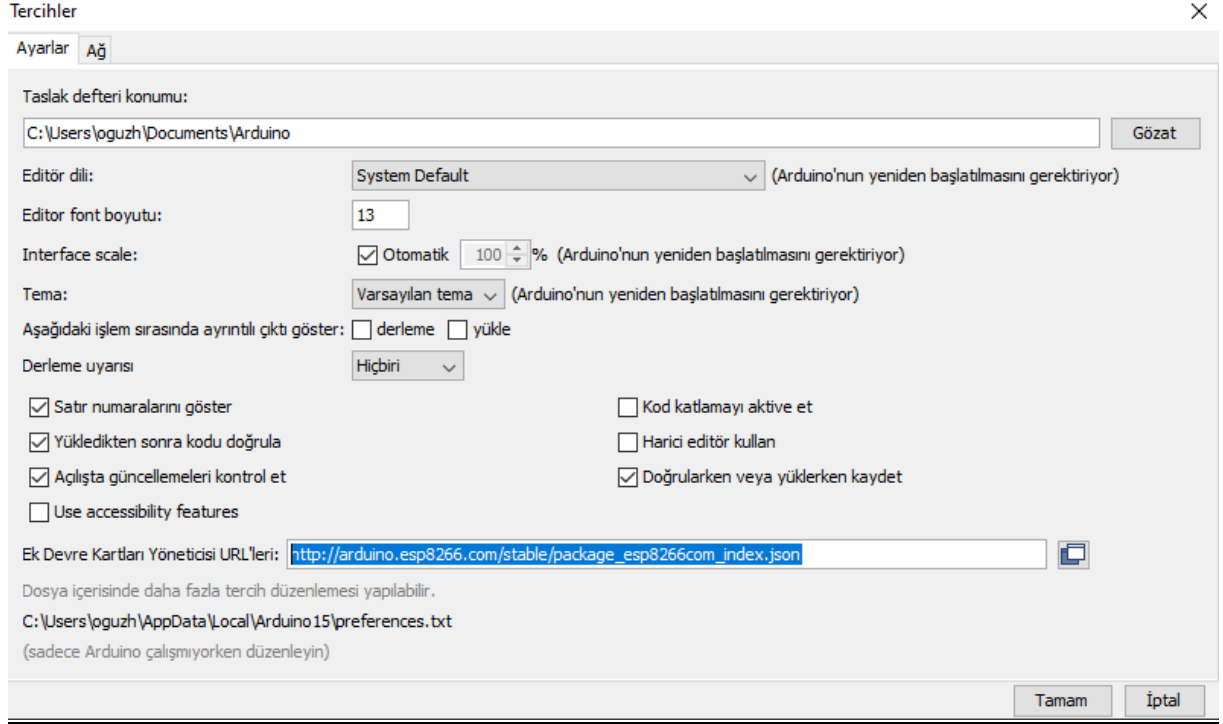 Tercihler
Ayarlar Ağ
Taslak defteri konumu:
C:\Users\oguzh\Documents\Arduino Gözat
Editör dili: System Default (Arduino'nun yeniden başlatılmasını gerektiriyor)
Editor font boyutu: 13
Interface scale: Otomatik 100 % (Arduino'nun yeniden başlatılmasını gerektiriyor)
Tema: Varsayılan tema (Arduino'nun yeniden başlatılmasını gerektiriyor)
Aşağıdaki işlem sırasında ayrıntılı çıktı göster: derleme yükle
Derleme uyarısı Hiçbiri
Satır numaralarını göster Kod katlamayı aktive et
Yükledikten sonra kodu doğrula Harici editör kullan
Açılışta güncellemeleri kontrol et Doğrularken veya yüklerken kaydet
Use accessibility features
Ek Devre Kartları Yöneticisi URL'leri: http://arduino.esp8266.com/stable/package_esp8266com_index.json
Dosya içerisinde daha fazla tercih düzenlemesi yapılabilir.
C:\Users\oguzh\AppData\Local\Arduino15\preferences.txt
(sadece Arduino çalışmıyorken düzenleyin)
Tamam İptal